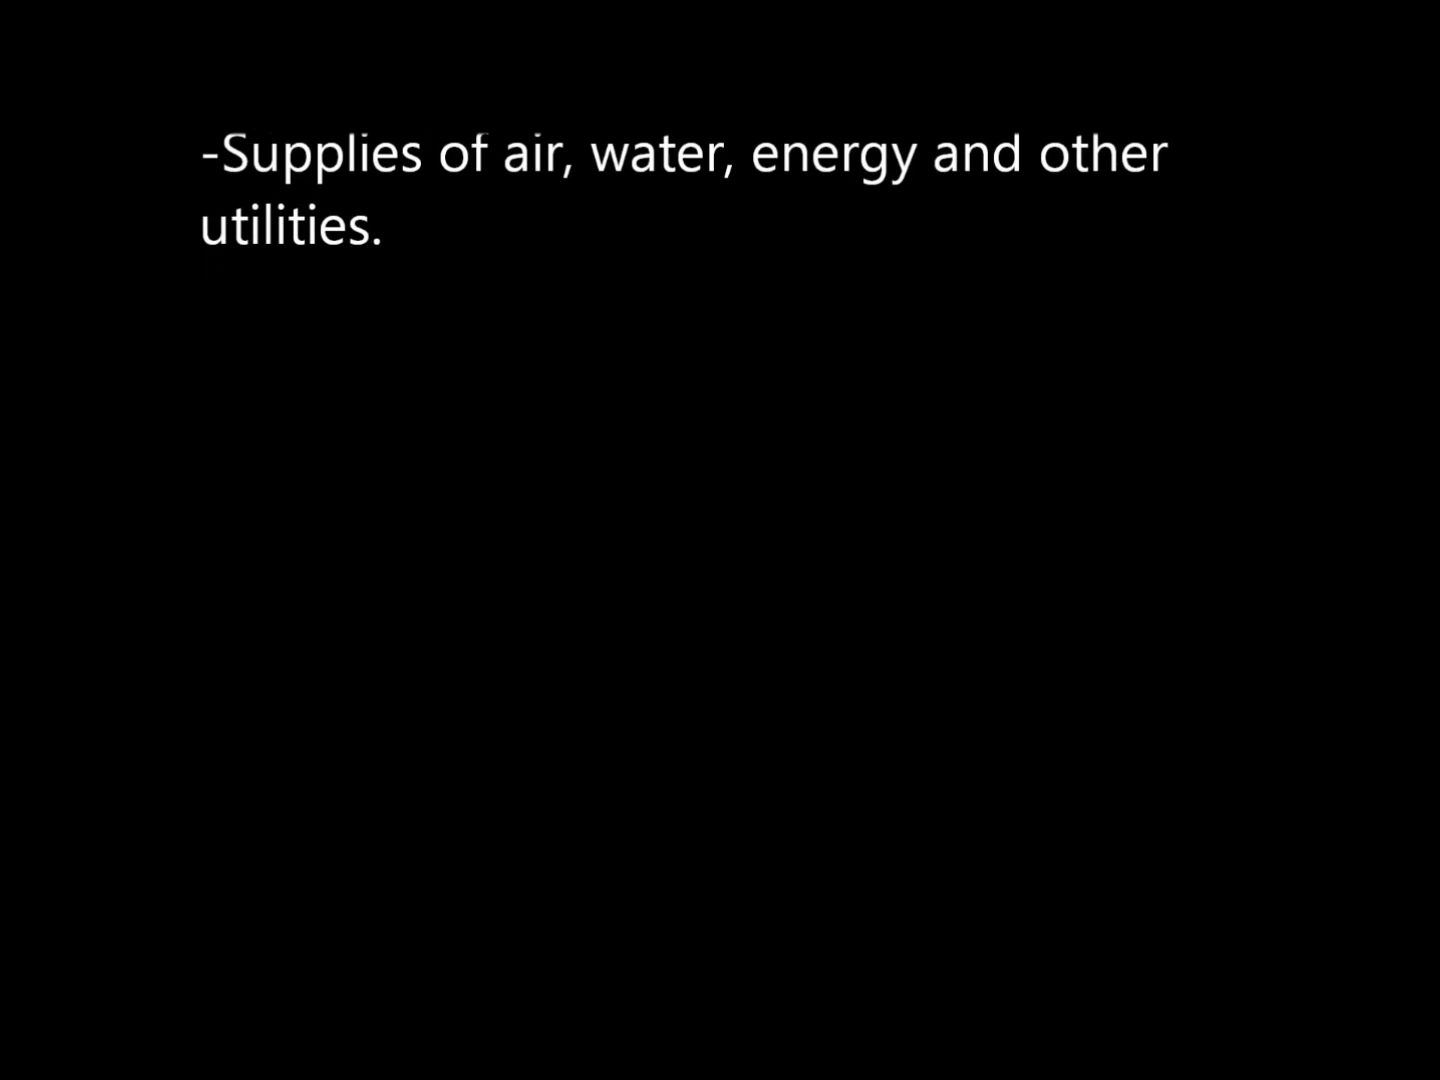 -Supplies of air, water, energy and other
utilities.